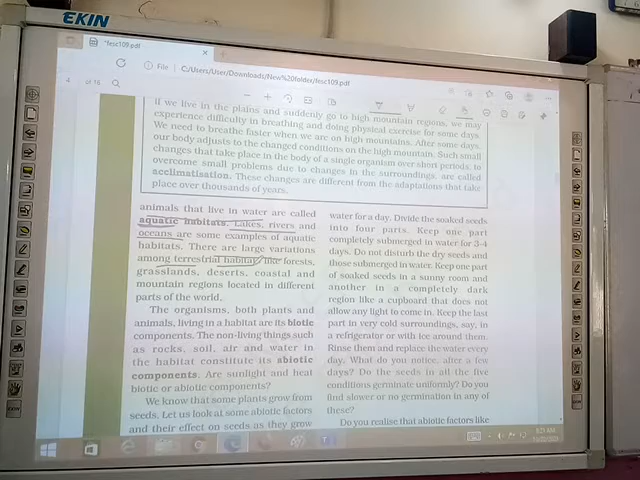 EKIN
fesc109.pdf
File | C:/Users/User/Downloads/New%20folder/fesc109.pdf
4 of 18
If we live in the plains and suddenly go to high mountain regions, we may
experience difficulty in breathing and doing physical exercise for some days.
We need to breathe faster when we are on high mountains. After some days,
our body adjusts to the changed conditions on the high mountain. Such small
changes that take place in the body of a single organism over short periods, to
overcome small problems due to changes in the surroundings, are called
acclimatisation. These changes are different from the adaptations that take
place over thousands of years.
animals that live in water are called
aquatic habitats. Lakes, rivers and
oceans are some examples of aquatic
habitats. There are large variations
among terrestrial habitats like forests,
grasslands, deserts, coastal and
mountain regions located in different
parts of the world.
The organisms, both plants and
animals, living in a habitat are its biotic
components. The non-living things such
as rocks, soil, air and water in
the habitat constitute its abiotic
components. Are sunlight and heat
biotic or abiotic components?
We know that some plants grow from
seeds. Let us look at some abiotic factors
and their effect on seeds as they grow
water for a day. Divide the soaked seeds
into four parts. Keep one part
completely submerged in water for 3-4
days. Do not disturb the dry seeds and
those submerged in water. Keep one part
of soaked seeds in a sunny room and
another in a completely dark
region like a cupboard that does not
allow any light to come in. Keep the last
part in very cold surroundings, say, in
a refrigerator or with ice around them.
Rinse them and replace the water every
day. What do you notice, after a few
days? Do the seeds in all the five
conditions germinate uniformly? Do you
find slower or no germination in any of
these?
Do you realise that abiotic factors like